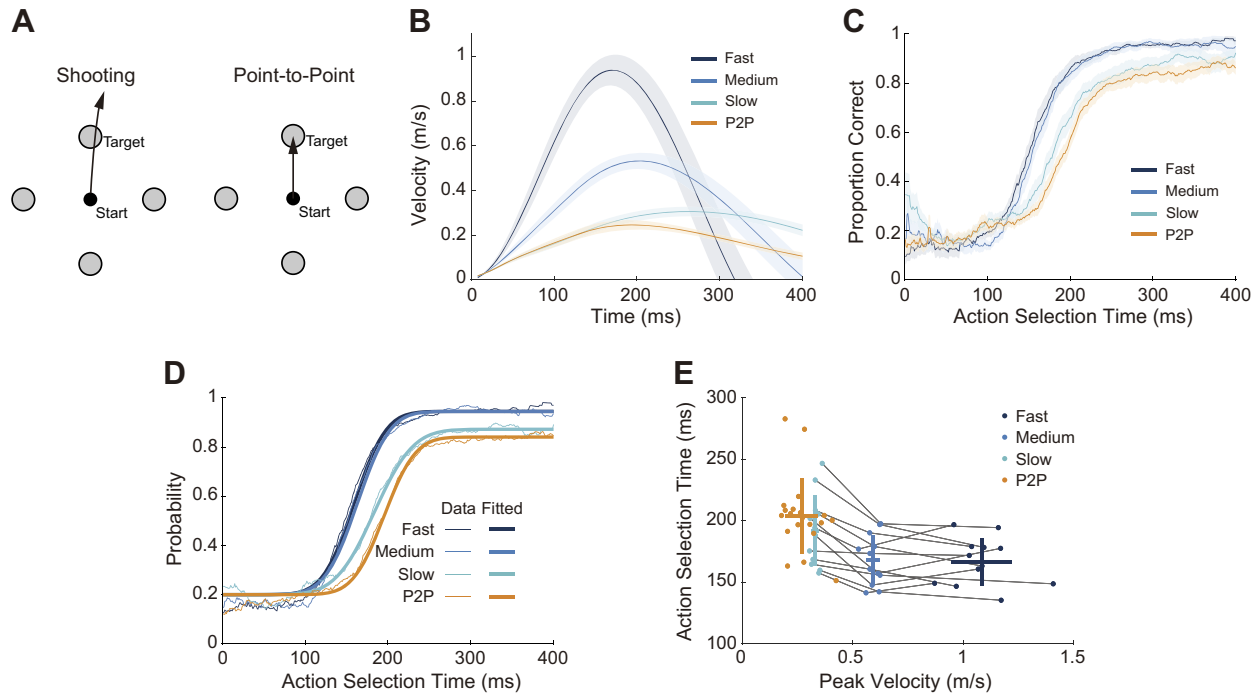 A
Shooting
Point-to-Point
Target
Target
Start
Start
B
Velocity (m/s)
1
0.8
0.6
0.4
0.2
0
0
100
200
300
400
Time (ms)
Fast
Medium
Slow
P2P
C
Proportion Correct
1
0.8
0.6
0.4
0.2
0
0
100
200
300
400
Action Selection Time (ms)
Fast
Medium
Slow
P2P
D
Probability
1
0.8
0.6
0.4
0.2
0
0
100
200
300
400
Action Selection Time (ms)
Data Fitted
Fast
Medium
Slow
P2P
E
Action Selection Time (ms)
300
250
200
150
100
0
0.5
1
1.5
Peak Velocity (m/s)
Fast
Medium
Slow
P2P